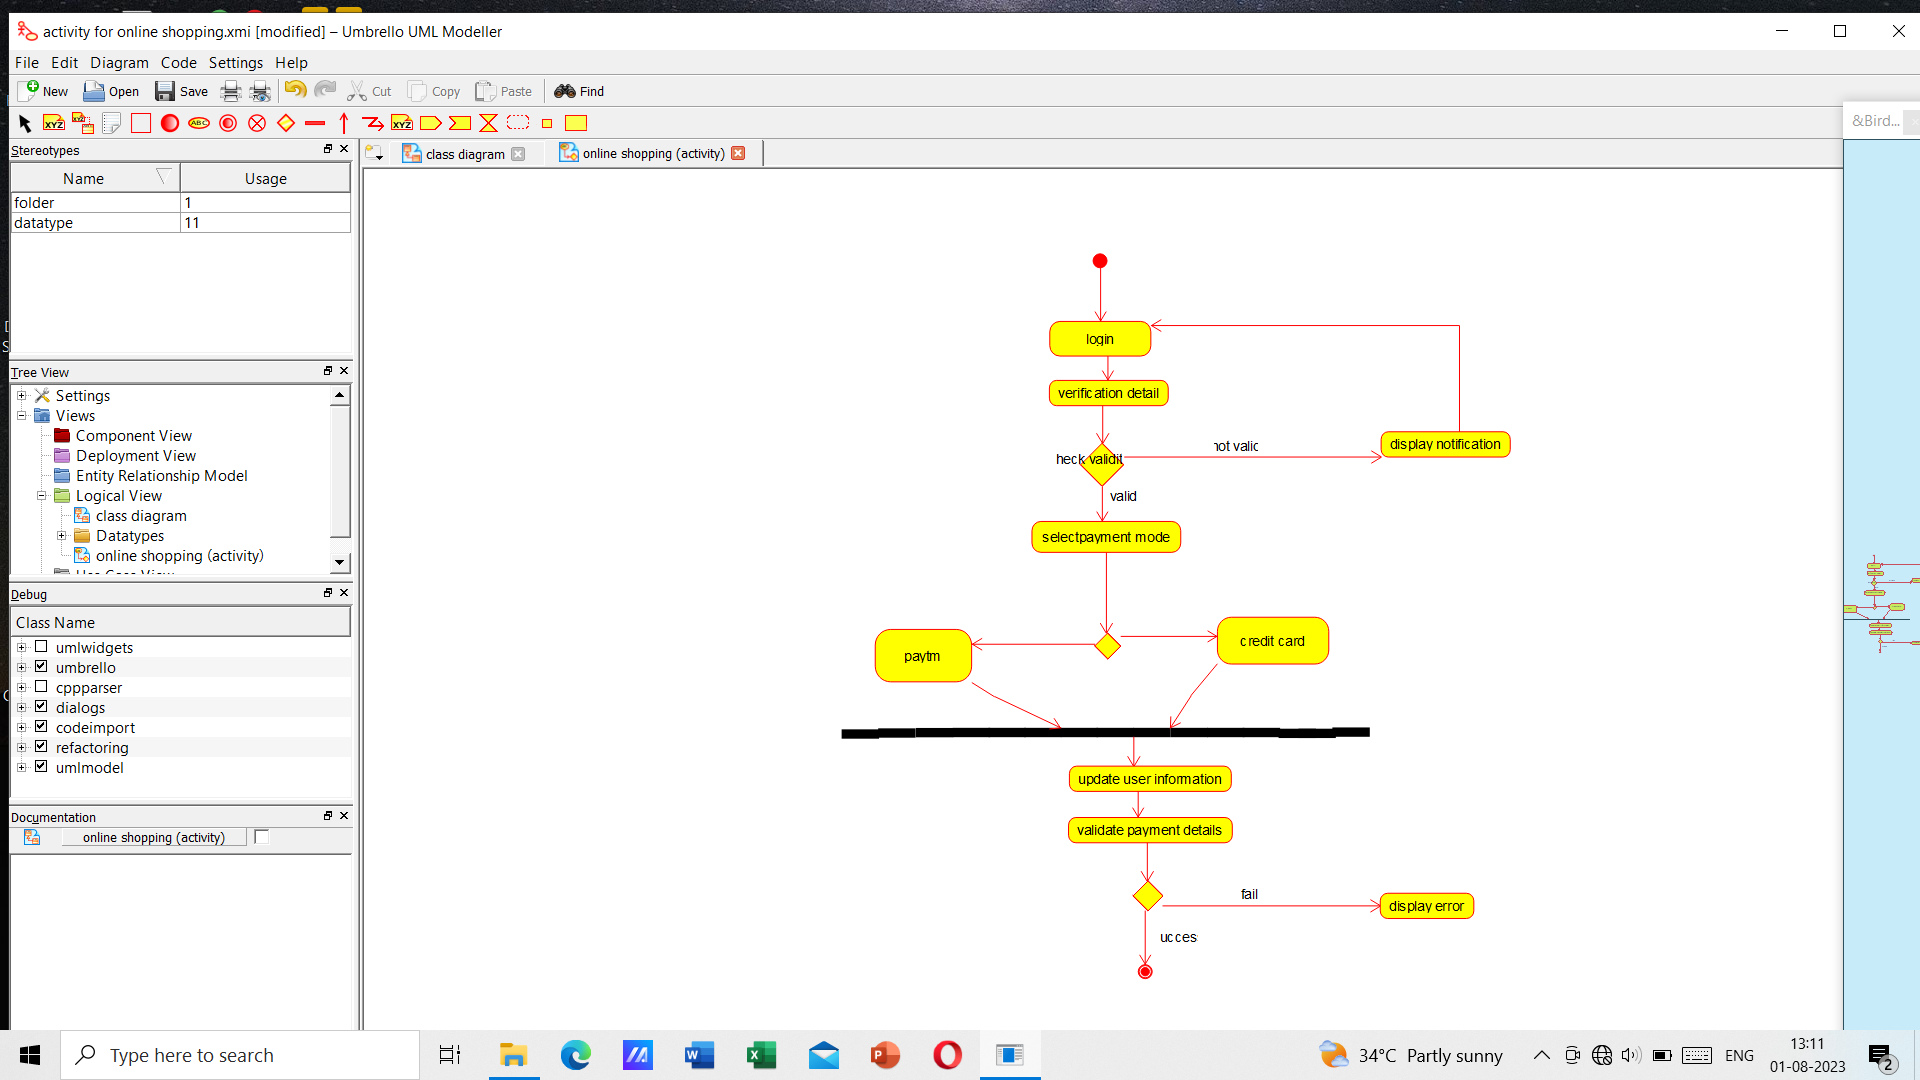 activity for online shopping.xmi [modified] – Umbrello UML Modeller
File Edit Diagram Code Settings Help
New Open Save Cut Copy Paste Find
XYZ ABC XYZ
&Bird...
Stereotypes
class diagram
online shopping (activity)
Name Usage
folder 1
datatype 11
Tree View
Settings
Views
Component View
Deployment View
Entity Relationship Model
Logical View
class diagram
Datatypes
online shopping (activity)
Debug
Class Name
umlwidgets
umbrello
cppparser
dialogs
codeimport
refactoring
umlmodel
Documentation
online shopping (activity)
login
verification detail
heck validit
not valid
display notification
valid
selectpayment mode
paytm
credit card
update user information
validate payment details
fail
display error
ucces
Type here to search
34°C Partly sunny
ENG
13:11
01-08-2023
2